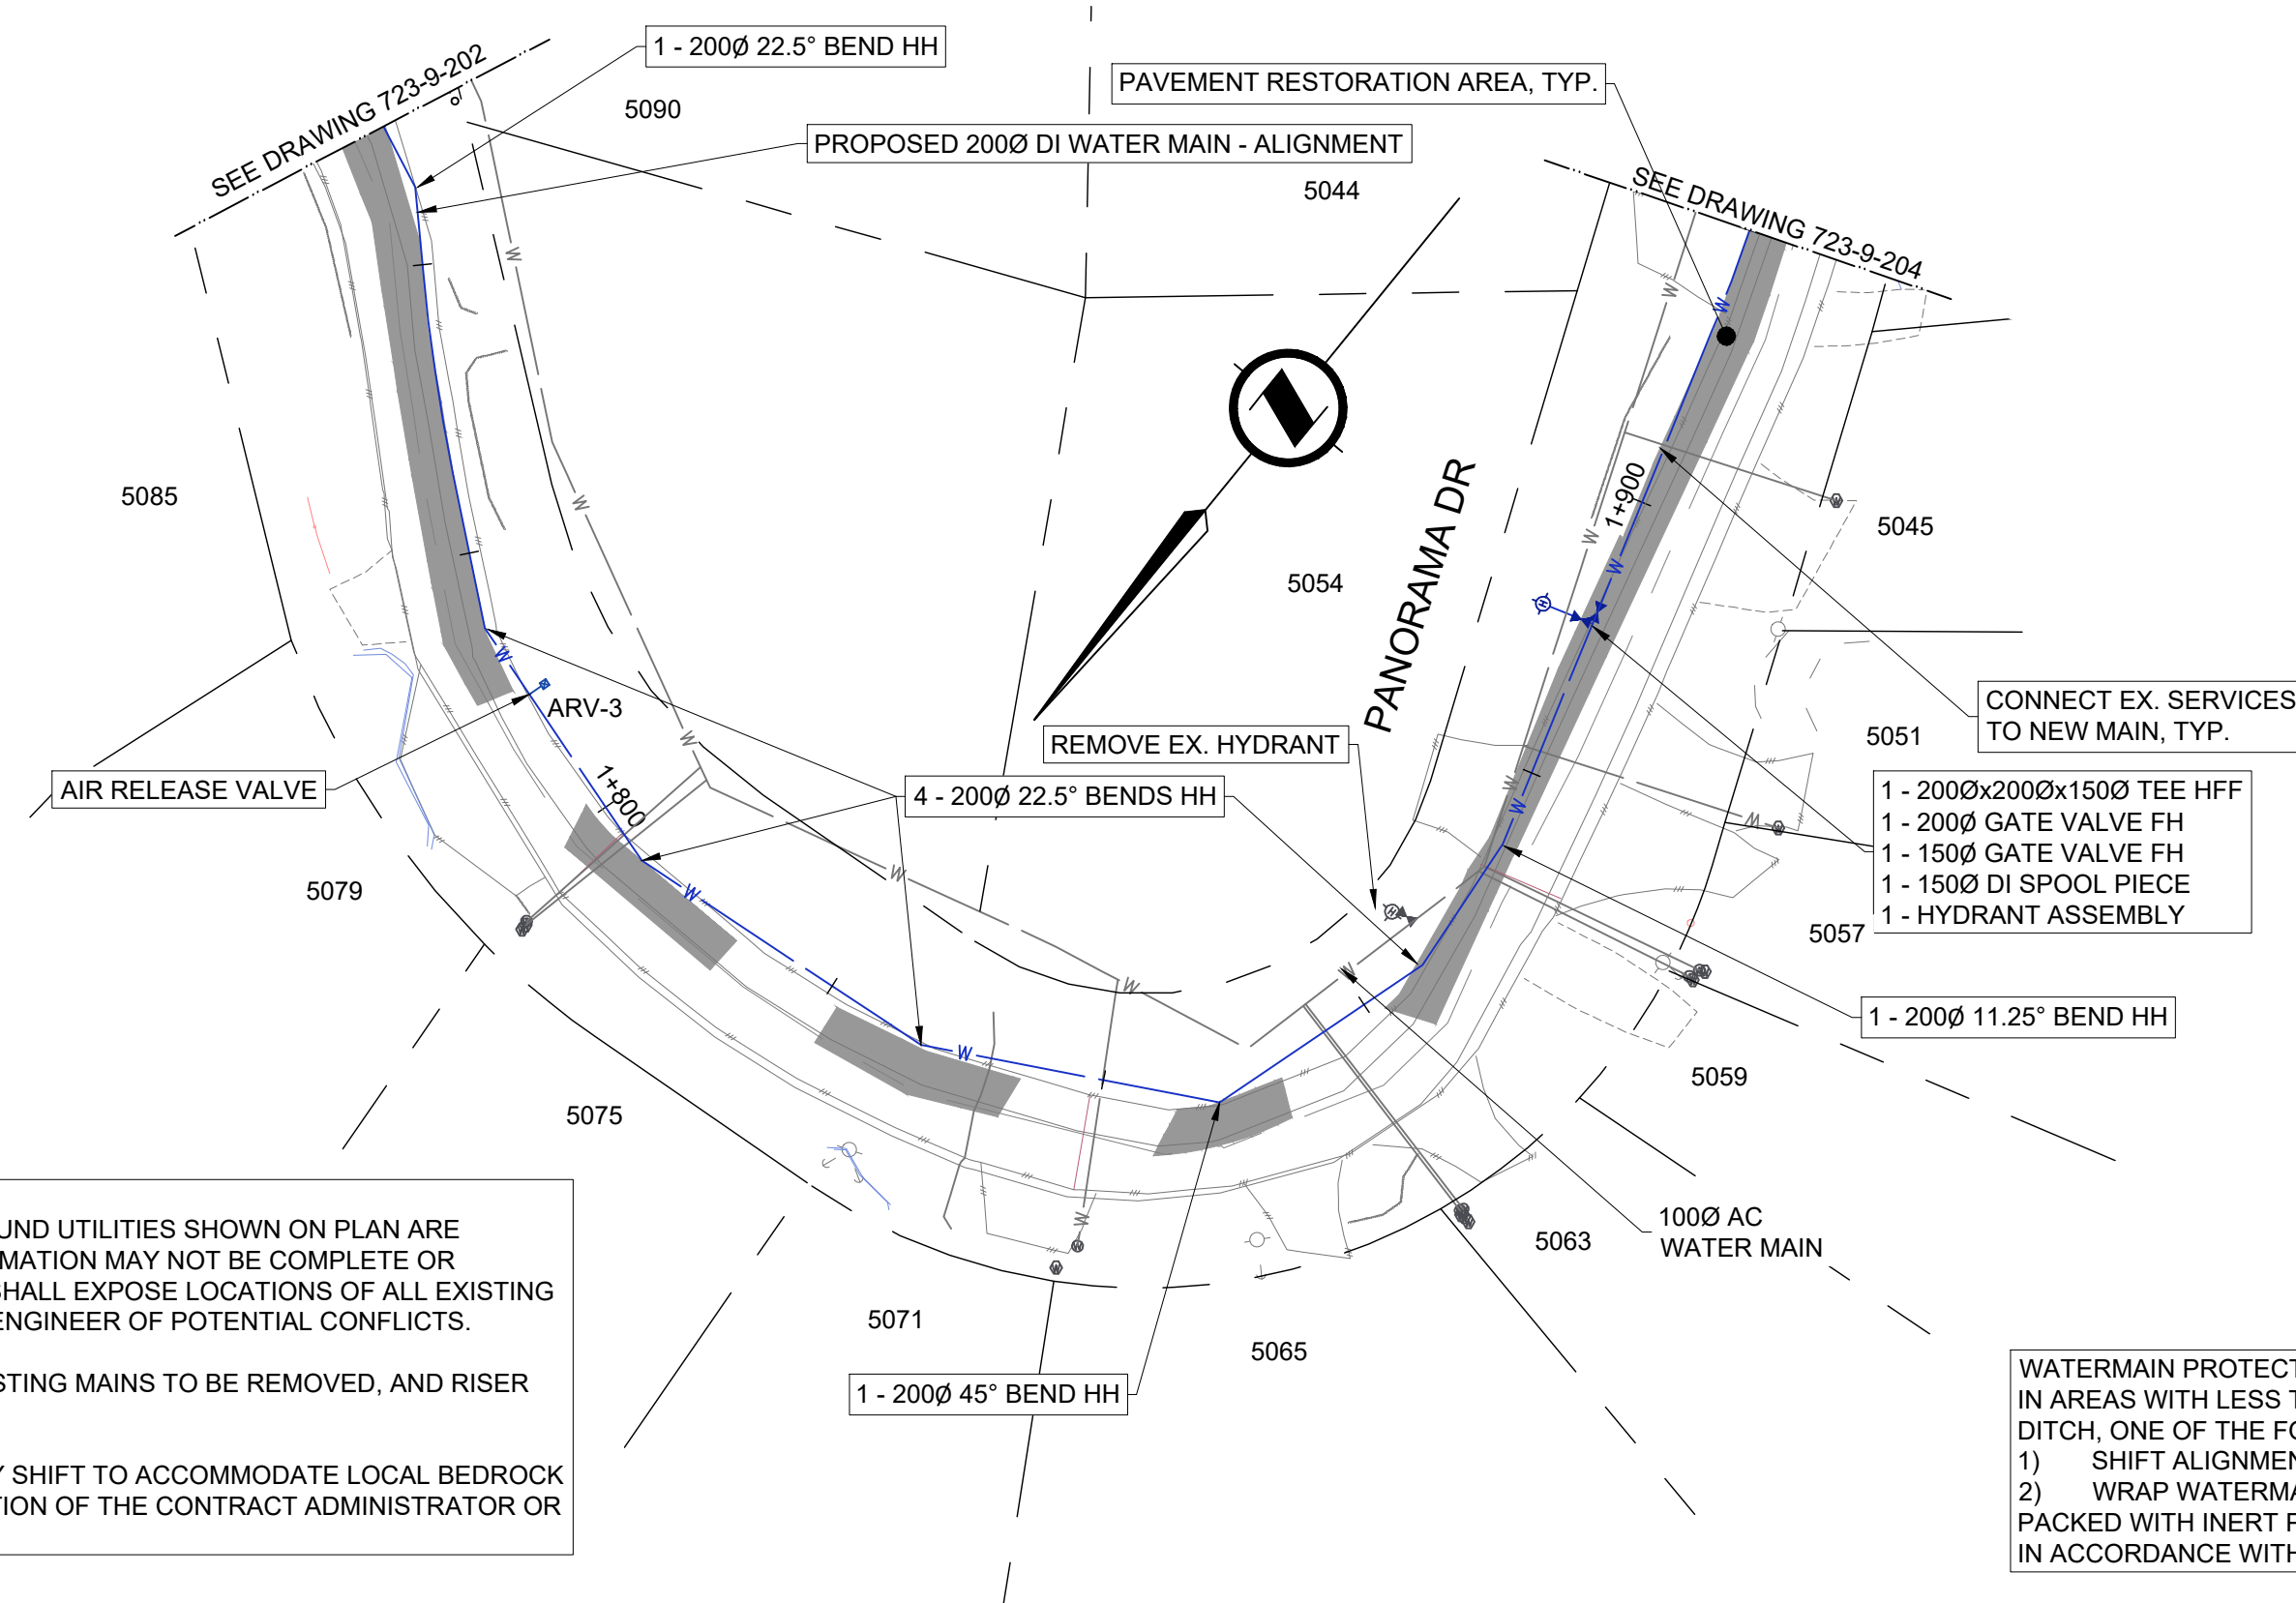 1 - 200Ø 22.5° BEND HH
SEE DRAWING 723-9-202
5090
PAVEMENT RESTORATION AREA, TYP.
PROPOSED 200Ø DI WATER MAIN - ALIGNMENT
5044
SEE DRAWING 723-9-204
W
W
W
W
5085
W
1+900
5045
W
W
PANORAMA DR
5054
H
W
ARV-3
CONNECT EX. SERVICES
TO NEW MAIN, TYP.
REMOVE EX. HYDRANT
W
5051
AIR RELEASE VALVE
1+800
4 - 200Ø 22.5° BENDS HH
W
W
W
1 - 200Øx200Øx150Ø TEE HFF
1 - 200Ø GATE VALVE FH
1 - 150Ø GATE VALVE FH
1 - 150Ø DI SPOOL PIECE
1 - HYDRANT ASSEMBLY
5079
W
W
H
5057
W
W
1 - 200Ø 11.25° BEND HH
W
5059
5075
W
100Ø AC
WATER MAIN
5063
5071
5065
1 - 200Ø 45° BEND HH
UND UTILITIES SHOWN ON PLAN ARE
MATION MAY NOT BE COMPLETE OR
SHALL EXPOSE LOCATIONS OF ALL EXISTING
ENGINEER OF POTENTIAL CONFLICTS.
STING MAINS TO BE REMOVED, AND RISER
Y SHIFT TO ACCOMMODATE LOCAL BEDROCK
TION OF THE CONTRACT ADMINISTRATOR OR
WATERMAIN PROTECT
IN AREAS WITH LESS T
DITCH, ONE OF THE FO
1) SHIFT ALIGNMEN
2) WRAP WATERMA
PACKED WITH INERT F
IN ACCORDANCE WITH